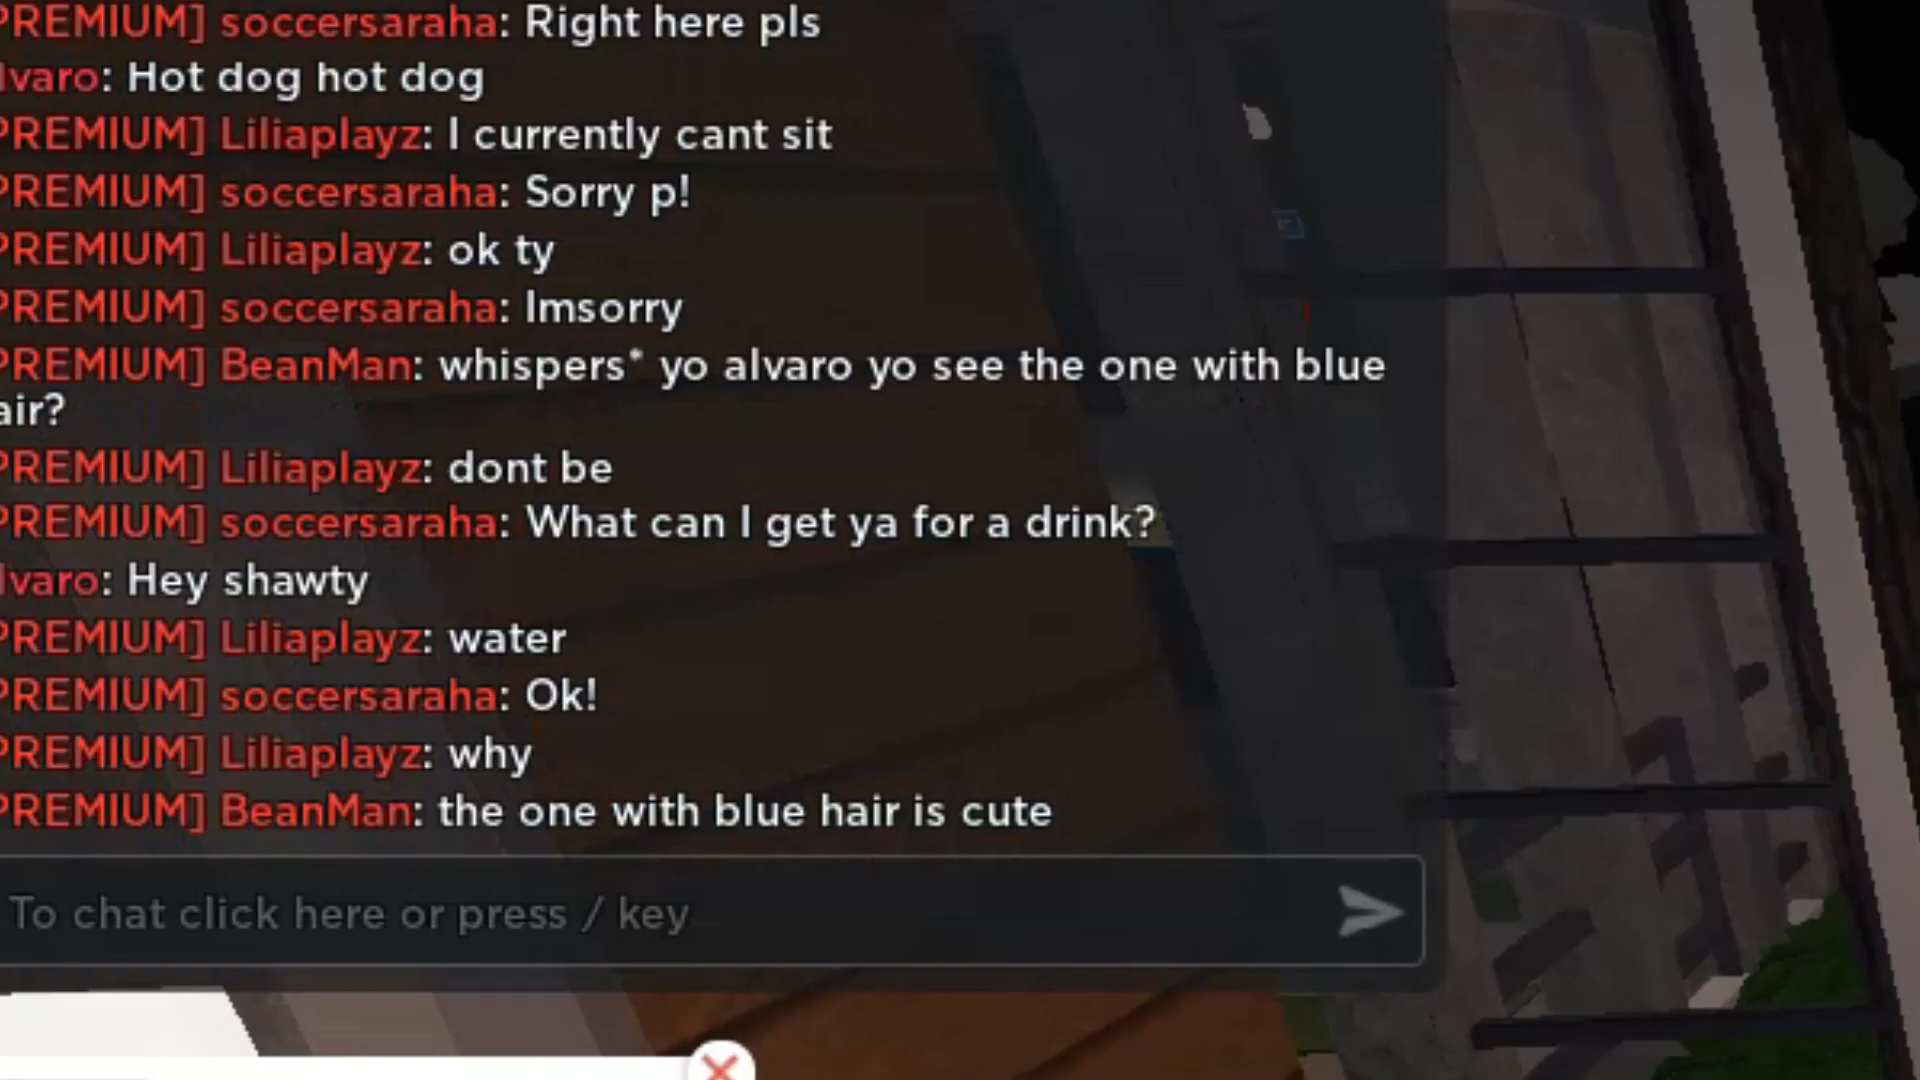 PREMIUM] soccersaraha: Right here pls
lvaro: Hot dog hot dog
PREMIUM] Liliaplayz: I currently cant sit
PREMIUM] soccersaraha: Sorry p!
PREMIUM] Liliaplayz: ok ty
PREMIUM] soccersaraha: Imsorry
PREMIUM] BeanMan: whispers* yo alvaro yo see the one with blue
air?
PREMIUM] Liliaplayz: dont be
PREMIUM] soccersaraha: What can I get ya for a drink?
lvaro: Hey shawty
PREMIUM] Liliaplayz: water
PREMIUM] soccersaraha: Ok!
PREMIUM] Liliaplayz: why
PREMIUM] BeanMan: the one with blue hair is cute
To chat click here or press / key